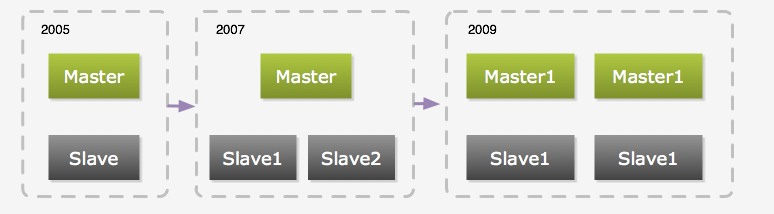 2005
Master
Slave
2007
Master
Slave1 Slave2
2009
Master1 Master1
Slave1 Slave1